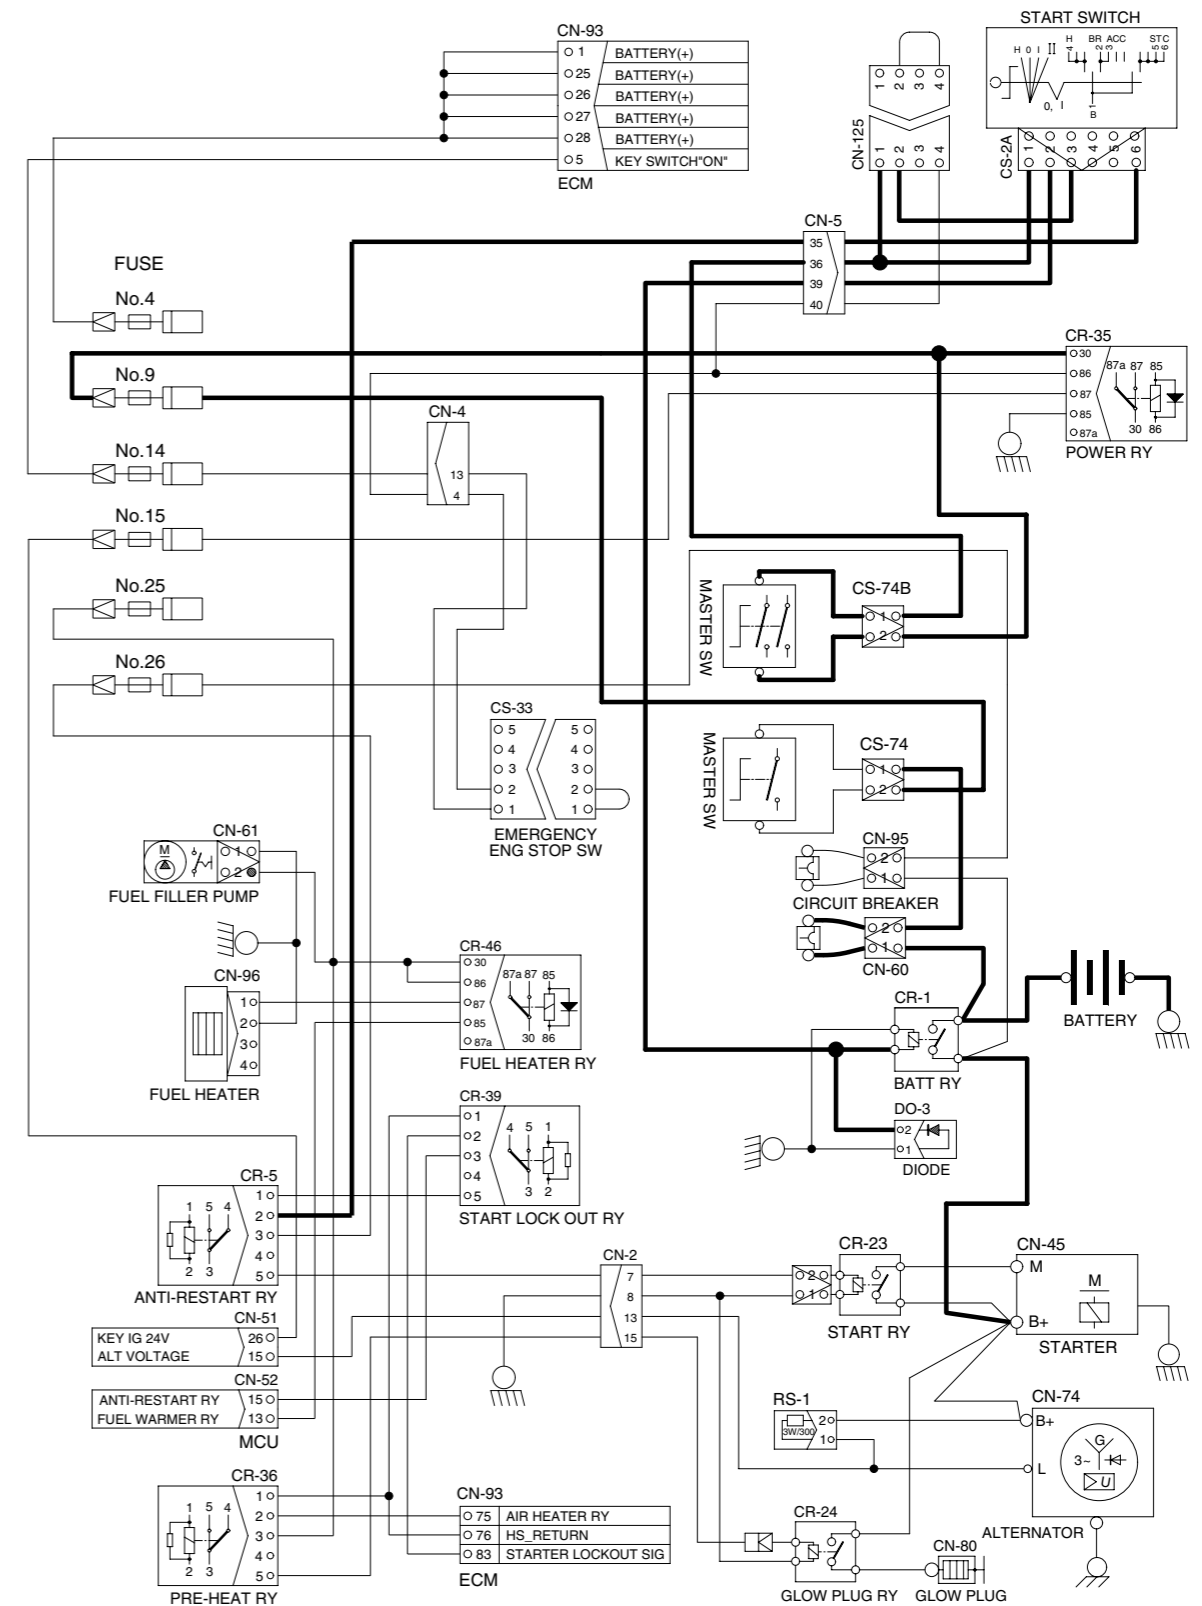 START SWITCH
H 0 I II
H
4
BR ACC
2 3
ST C
5 6
0, I
1
B
CN-93
1 BATTERY(+)
25 BATTERY(+)
26 BATTERY(+)
27 BATTERY(+)
28 BATTERY(+)
5 KEY SWITCH"ON"
ECM
CN-125
1 2 3 4
1 2 3 4
CS-2A
1 2 3 4 5 6
CN-5
35
36
39
40
FUSE
No.4
No.9
No.14
No.15
No.25
No.26
CR-35
30
86
87
85
87a
87a 87 85
30 86
POWER RY
CN-4
13
4
MASTER SW
CS-74B
1
2
CS-33
5 5
4 4
3 3
2 2
1 1
EMERGENCY
ENG STOP SW
MASTER SW
CS-74
1
2
CN-95
2
1
CIRCUIT BREAKER
2
1
CN-60
CN-61
M
1
2
FUEL FILLER PUMP
CN-96
1
2
3
4
FUEL HEATER
CR-46
30
86
87
85
87a
87a 87 85
30 86
FUEL HEATER RY
CR-1
BATT RY
BATTERY
DO-3
2
1
DIODE
CR-39
1
2
3
4
5
4 5 1
3 2
START LOCK OUT RY
CR-5
1
2
3
4
5
1 5 4
2 3
ANTI-RESTART RY
CN-2
7
8
13
15
CR-23
2
1
START RY
CN-45
M
M
B+
STARTER
CN-51
KEY IG 24V 26
ALT VOLTAGE 15
CN-52
ANTI-RESTART RY 15
FUEL WARMER RY 13
MCU
RS-1
3W/300
2
1
CN-74
B+
L
G
3~
U
ALTERNATOR
CR-36
1
2
3
4
5
1 5 4
2 3
PRE-HEAT RY
CN-93
75 AIR HEATER RY
76 HS_RETURN
83 STARTER LOCKOUT SIG
ECM
CR-24
GLOW PLUG RY
CN-80
GLOW PLUG